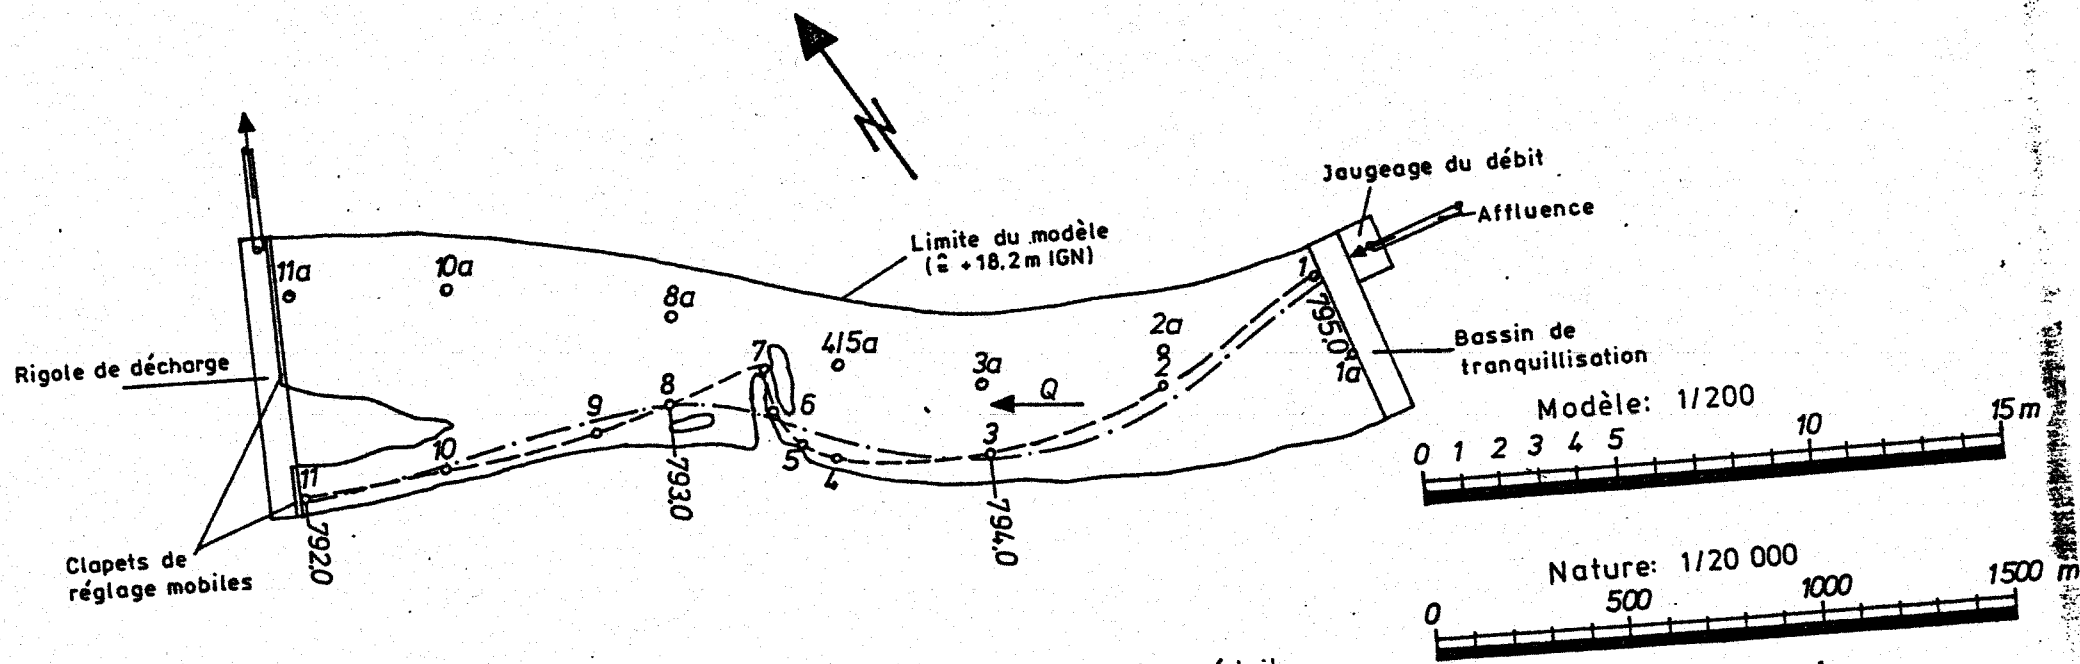 Jaugeage du débit
Affluence
Limite du modèle
(≙ +18.2m IGN)
11a
10a
8a
4/5a
3a
2a
2
1
795.0
1a
Bassin de
tranquillisation
Rigole de décharge
7
8
6
9
5
4
3
10
11
Q
793.0
794.0
792.0
Clapets de
réglage mobiles
Modèle: 1/200
0 1 2 3 4 5 10 15 m
Nature: 1/20 000
0 500 1000 1500 m